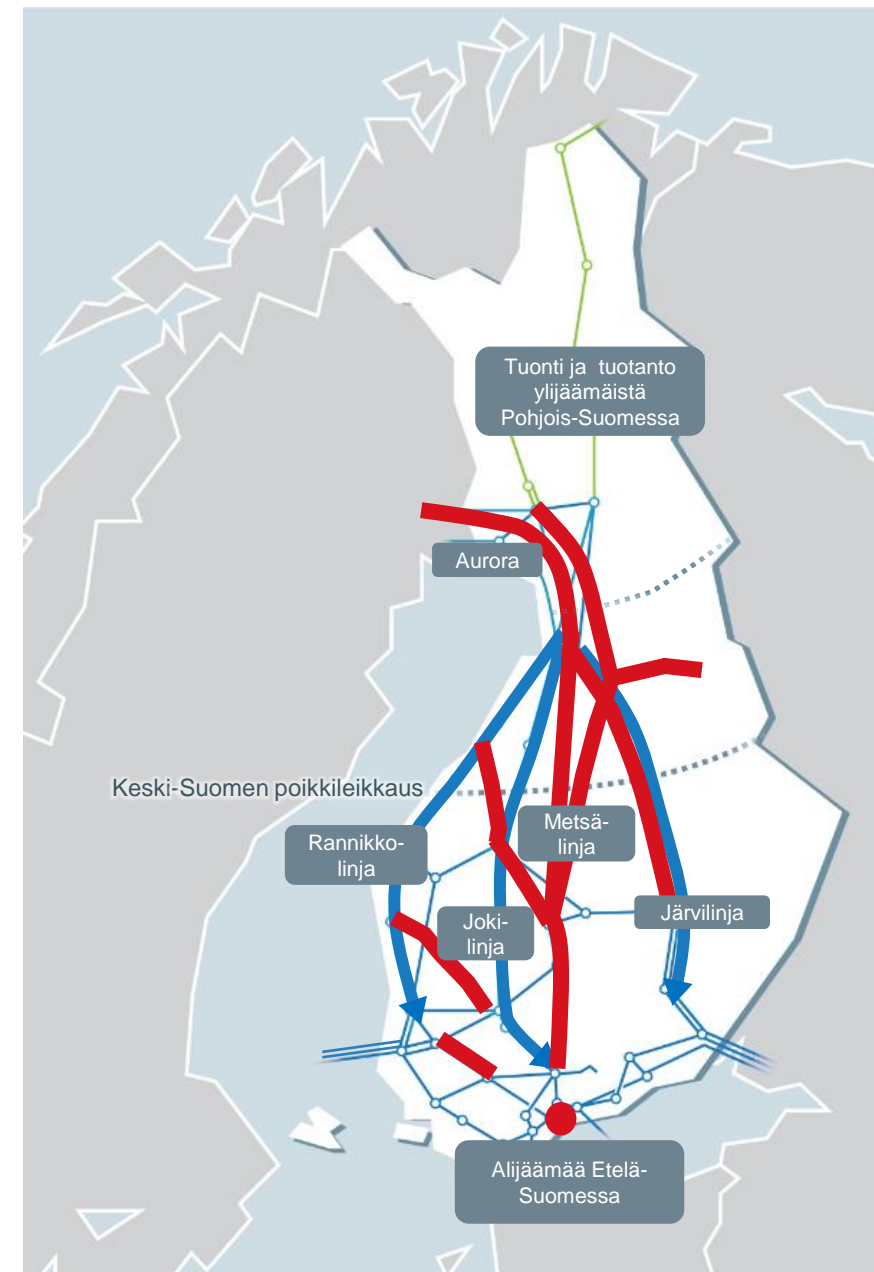 Tuonti ja tuotanto
ylijäämäistä
Pohjois-Suomessa
Aurora
Keski-Suomen poikkileikkaus
Rannikko-
linja
Metsä-
linja
Joki-
linja
Järvilinja
Alijäämää Etelä-
Suomessa